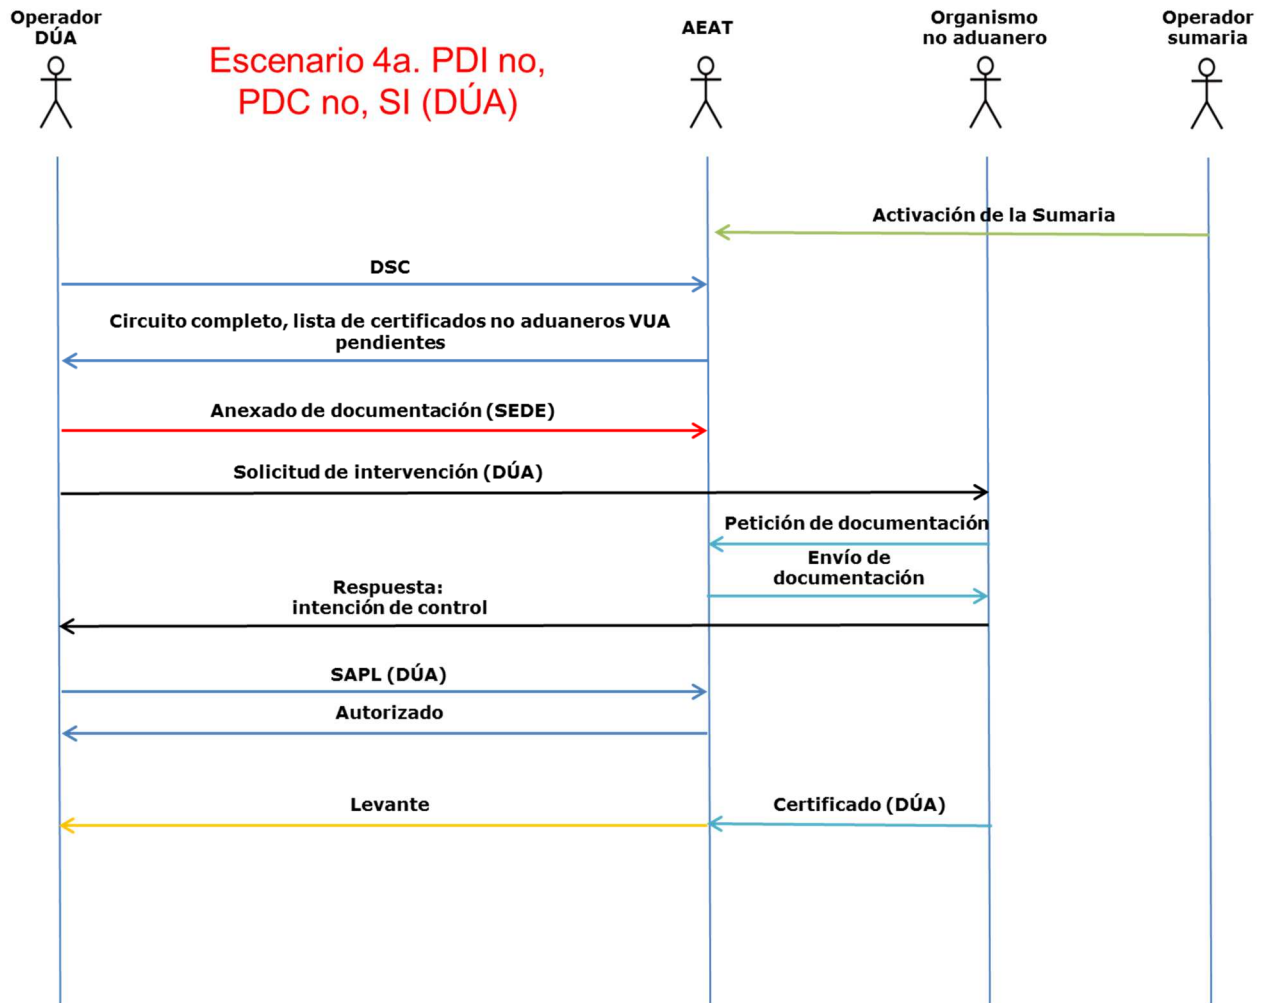 Operador
DÚA
Escenario 4a. PDI no,
PDC no, SI (DÚA)
AEAT
Organismo
no aduanero
Operador
sumaria
Activación de la Sumaria
DSC
Circuito completo, lista de certificados no aduaneros VUA
pendientes
Anexado de documentación (SEDE)
Solicitud de intervención (DÚA)
Petición de documentación
Envío de
documentación
Respuesta:
intención de control
SAPL (DÚA)
Autorizado
Levante
Certificado (DÚA)